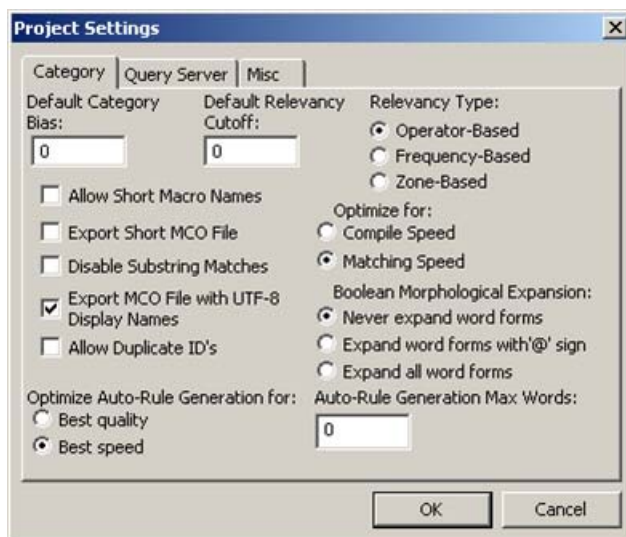 Project Settings
Category
Query Server
Misc
Default Category
Bias:
0
Default Relevancy
Cutoff:
0
Relevancy Type:
Operator-Based
Frequency-Based
Zone-Based
Allow Short Macro Names
Export Short MCO File
Disable Substring Matches
Export MCO File with UTF-8
Display Names
Allow Duplicate ID's
Optimize for:
Compile Speed
Matching Speed
Boolean Morphological Expansion:
Never expand word forms
Expand word forms with'@' sign
Expand all word forms
Optimize Auto-Rule Generation for:
Best quality
Best speed
Auto-Rule Generation Max Words:
0
OK
Cancel